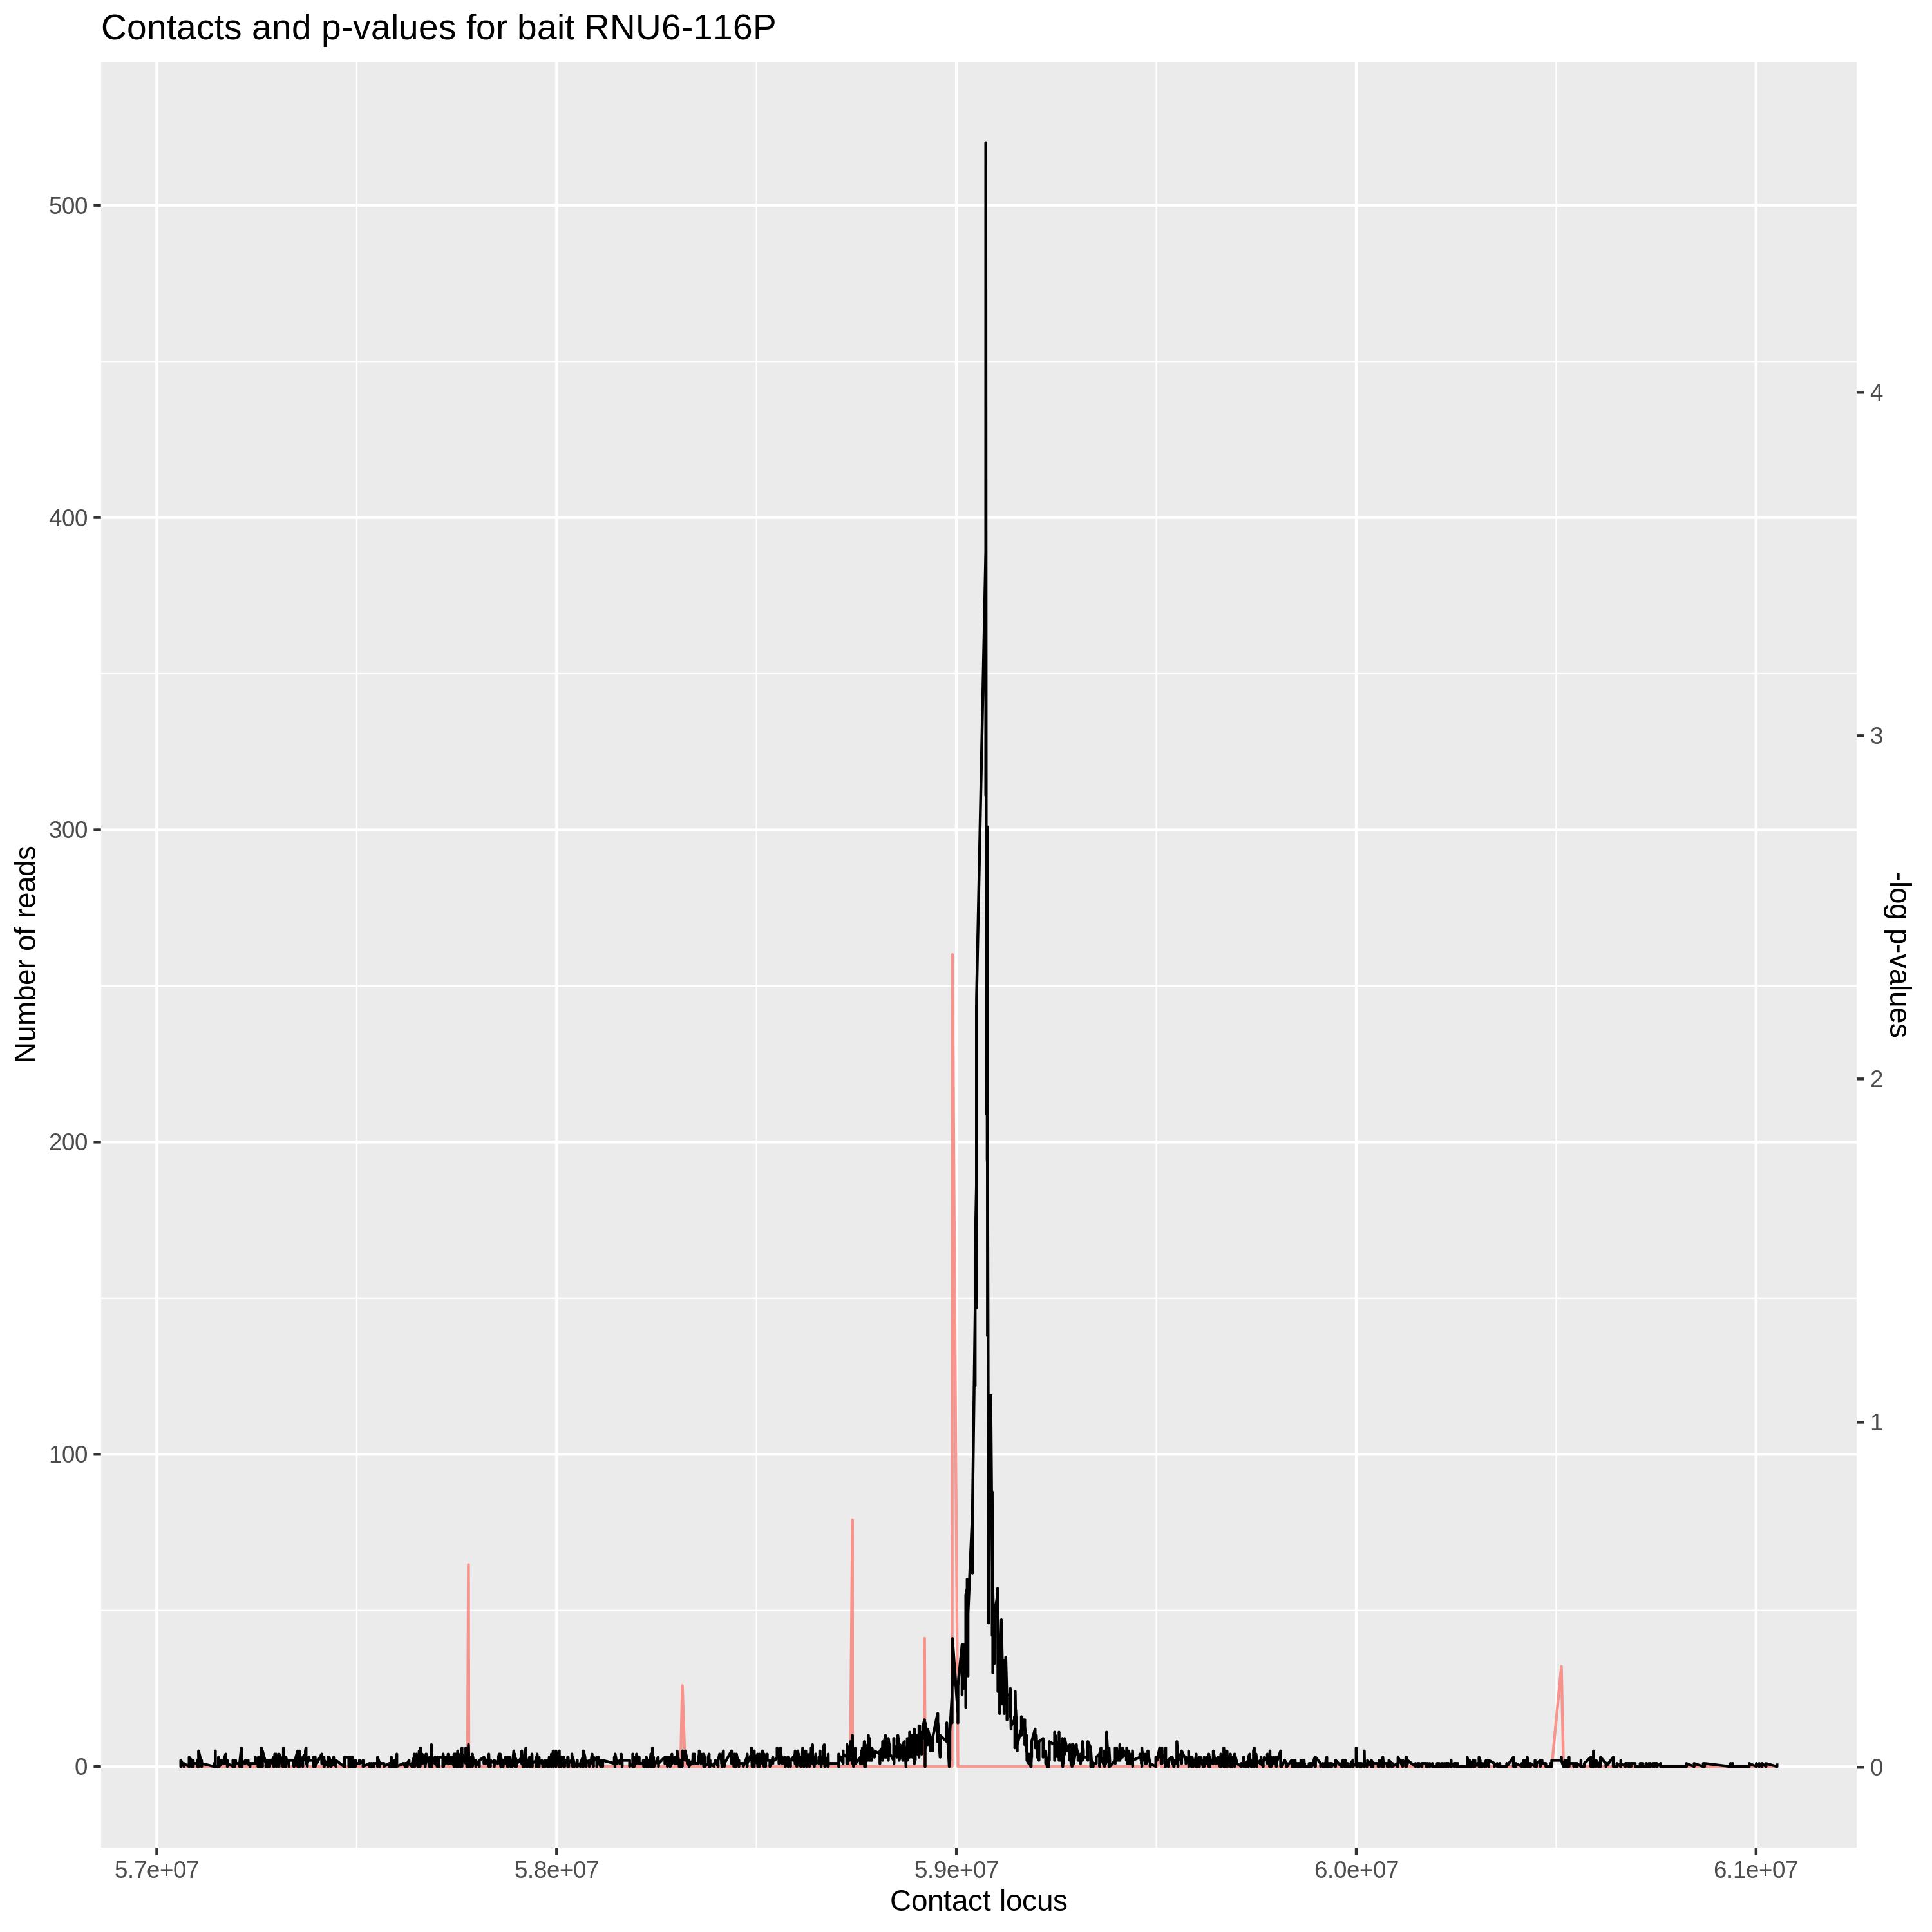 Contacts and p-values for bait RNU6-116P
500
400
300
200
100
0
Number of reads
4
3
2
1
0
-log p-values
5.7e+07
5.8e+07
5.9e+07
6.0e+07
6.1e+07
Contact locus